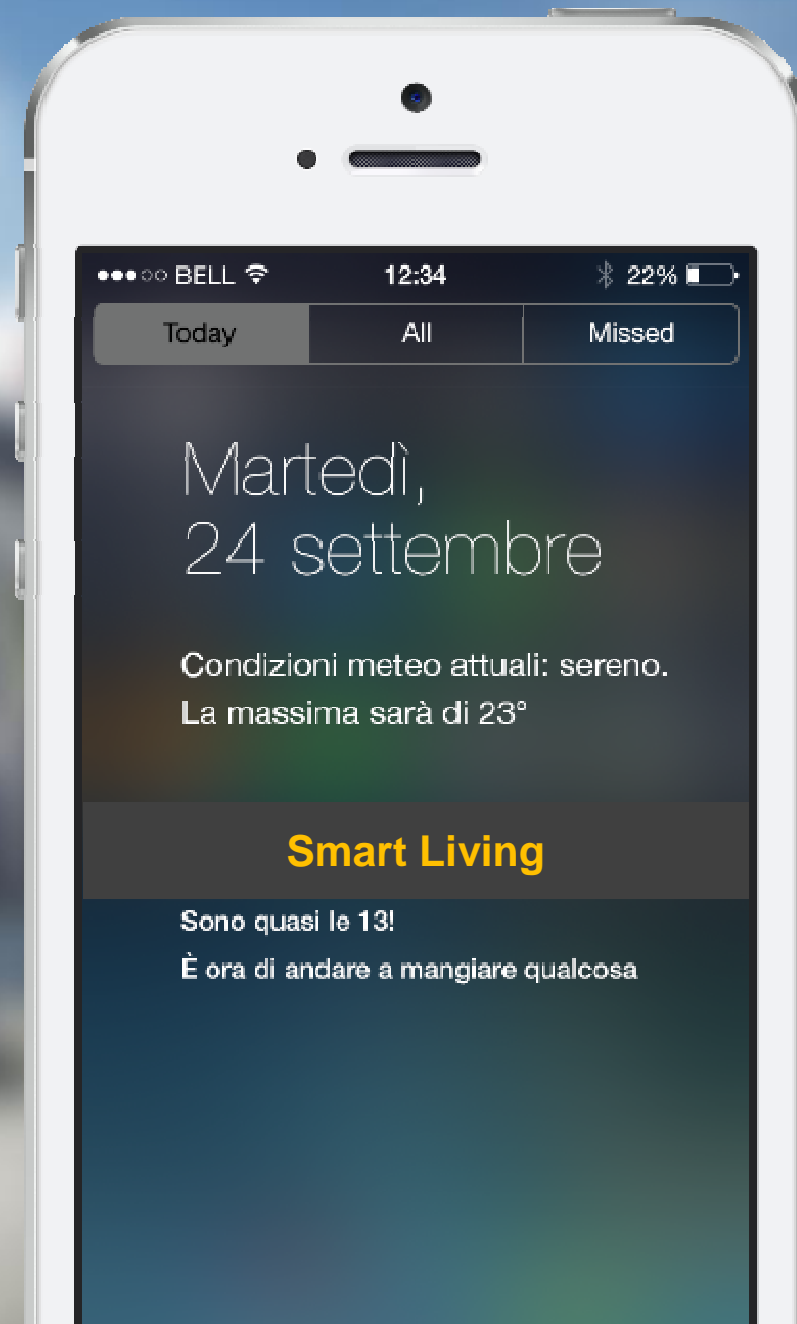 BELL 12:34 22%
Today All Missed
Martedì,
24 settembre
Condizioni meteo attuali: sereno.
La massima sarà di 23°
Smart Living
Sono quasi le 13!
È ora di andare a mangiare qualcosa